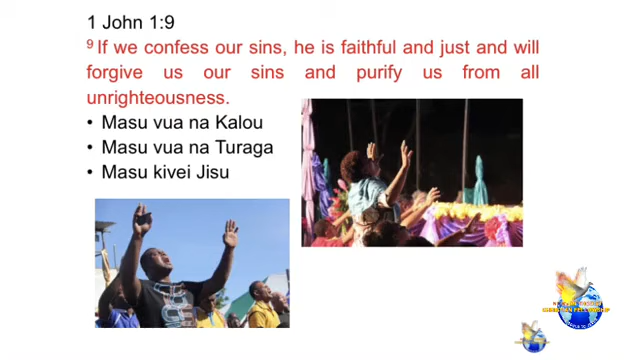 1 John 1:9
9 If we confess our sins, he is faithful and just and will
forgive us our sins and purify us from all
unrighteousness.
• Masu vua na Kalou
• Masu vua na Turaga
• Masu kivei Jisu